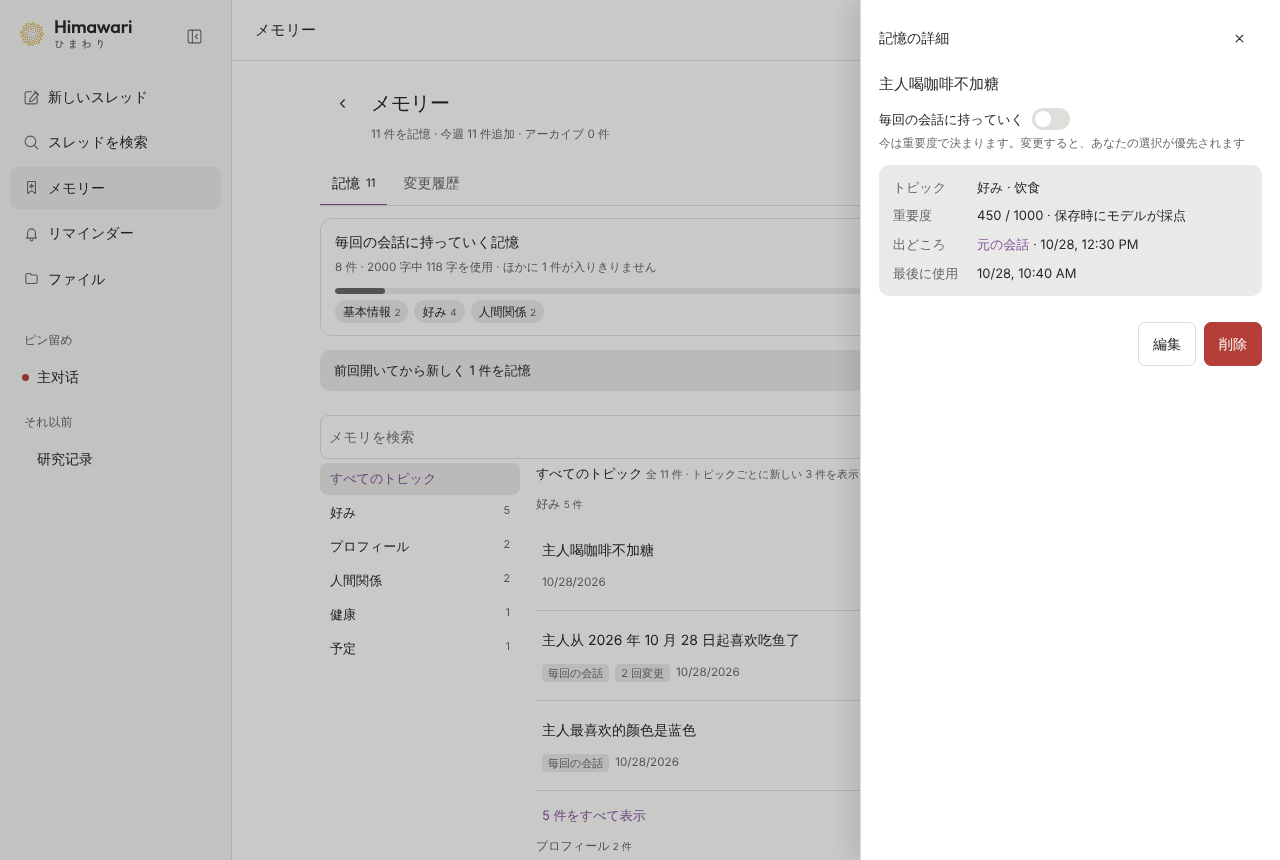 Himawari
ひまわり
新しいスレッド
スレッドを検索
メモリー
リマインダー
ファイル
ピン留め
主对话
それ以前
研究记录
メモリー
メモリー
11 件を記憶 · 今週 11 件追加 · アーカイブ 0 件
記憶 11
変更履歴
毎回の会話に持っていく記憶
8 件 · 2000 字中 118 字を使用 · ほかに 1 件が入りきりません
基本情報 2
好み 4
人間関係 2
前回開いてから新しく 1 件を記憶
メモリを検索
すべてのトピック
好み 5
プロフィール 2
人間関係 2
健康 1
予定 1
すべてのトピック 全 11 件 · トピックごとに新しい 3 件を表示
好み 5 件
主人喝咖啡不加糖
10/28/2026
主人从 2026 年 10 月 28 日起喜欢吃鱼了
毎回の会話 2 回変更 10/28/2026
主人最喜欢的颜色是蓝色
毎回の会話 10/28/2026
5 件をすべて表示
プロフィール 2 件
記憶の詳細
主人喝咖啡不加糖
毎回の会話に持っていく
今は重要度で決まります。変更すると、あなたの選択が優先されます
トピック 好み · 饮食
重要度 450 / 1000 · 保存時にモデルが採点
出どころ 元の会話 · 10/28, 12:30 PM
最後に使用 10/28, 10:40 AM
編集
削除